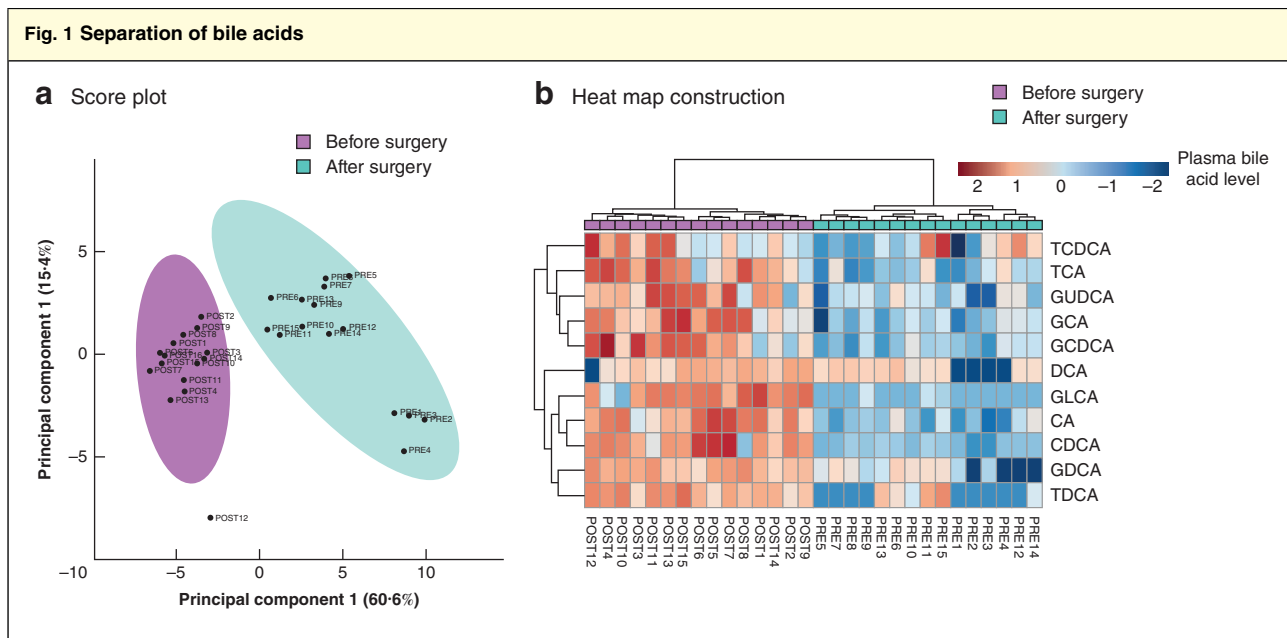 Fig. 1 Separation of bile acids
a Score plot
Before surgery
After surgery
Principal component 1 (15·4%)
5
0
−5
−10
−5
0
5
10
Principal component 1 (60·6%)
PRE5
PRE7
PRE6
PRE13
PRE9
PRE15
PRE10
PRE11
PRE12
PRE14
PRE3
PRE2
PRE4
POST2
POST9
POST8
POST1
POST3
POST14
POST10
POST7
POST11
POST4
POST13
POST12
b Heat map construction
Before surgery
After surgery
Plasma bile
acid level
2 1 0 −1 −2
TCDCA
TCA
GUDCA
GCA
GCDCA
DCA
GLCA
CA
CDCA
GDCA
TDCA
POST12
POST4
POST10
POST3
POST11
POST13
POST15
POST6
POST5
POST7
POST8
POST1
POST14
POST2
POST9
PRE5
PRE7
PRE8
PRE9
PRE13
PRE6
PRE10
PRE11
PRE15
PRE1
PRE2
PRE3
PRE4
PRE12
PRE14